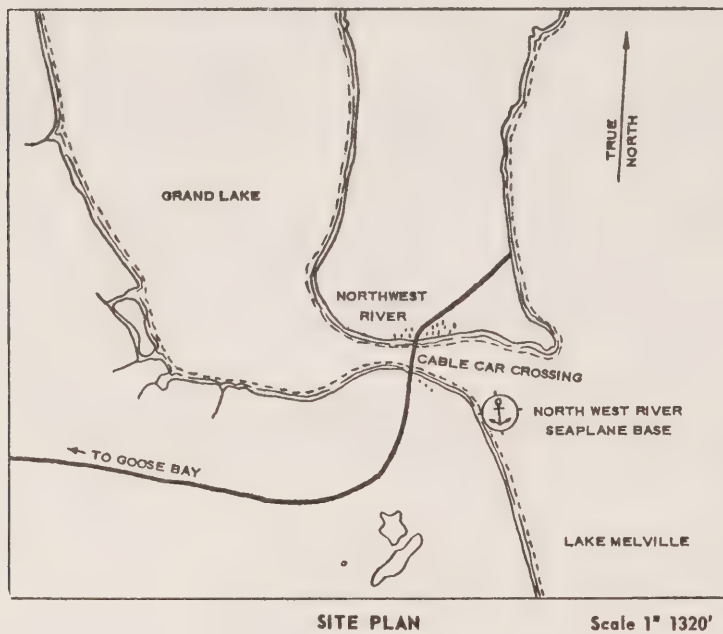 TRUE
NORTH
GRAND LAKE
NORTHWEST
RIVER
CABLE CAR CROSSING
NORTH WEST RIVER
SEAPLANE BASE
← TO GOOSE BAY
LAKE MELVILLE
SITE PLAN
Scale 1" 1320'